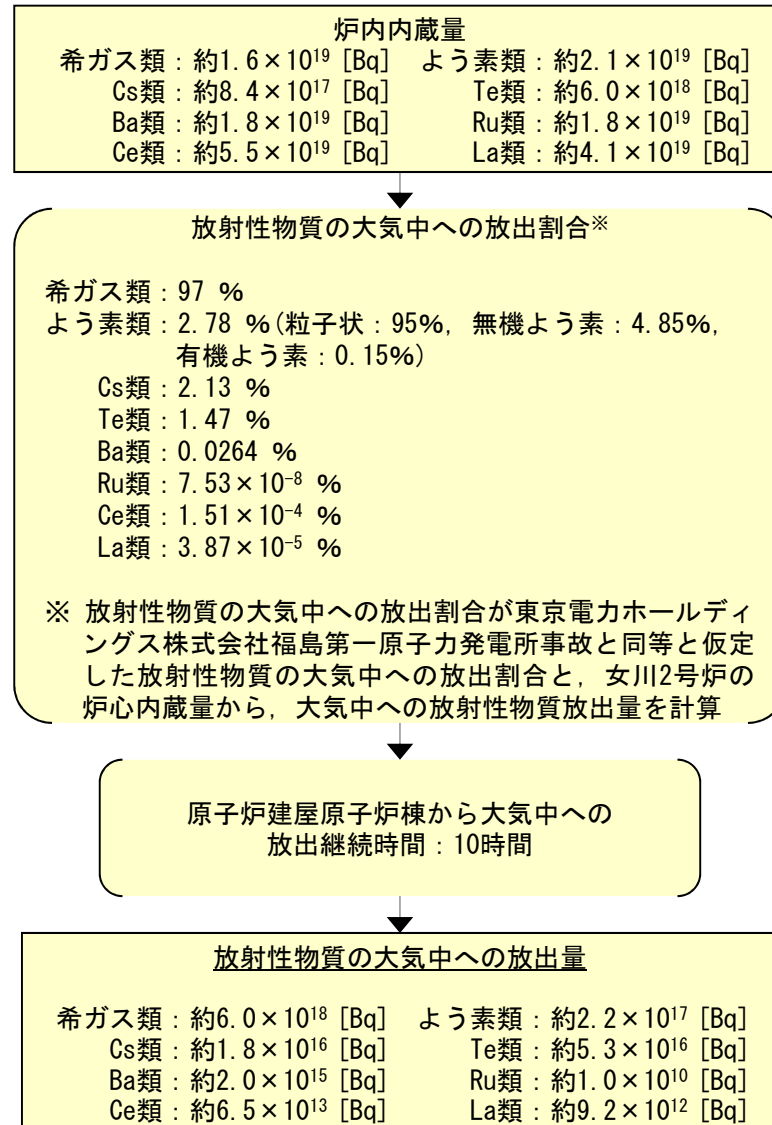 炉内内蔵量
希ガス類：約1.6×10¹⁹ [Bq]　よう素類：約2.1×10¹⁹ [Bq]
Cs類：約8.4×10¹⁷ [Bq]　Te類：約6.0×10¹⁸ [Bq]
Ba類：約1.8×10¹⁹ [Bq]　Ru類：約1.8×10¹⁹ [Bq]
Ce類：約5.5×10¹⁹ [Bq]　La類：約4.1×10¹⁹ [Bq]
放射性物質の大気中への放出割合※
希ガス類：97 %
よう素類：2.78 %(粒子状：95%，無機よう素：4.85%，
有機よう素：0.15%)
Cs類：2.13 %
Te類：1.47 %
Ba類：0.0264 %
Ru類：7.53×10⁻⁸ %
Ce類：1.51×10⁻⁴ %
La類：3.87×10⁻⁵ %
※ 放射性物質の大気中への放出割合が東京電力ホールディ
ングス株式会社福島第一原子力発電所事故と同等と仮定
した放射性物質の大気中への放出割合と，女川2号炉の
炉心内蔵量から，大気中への放射性物質放出量を計算
原子炉建屋原子炉棟から大気中への
放出継続時間：10時間
放射性物質の大気中への放出量
希ガス類：約6.0×10¹⁸ [Bq]　よう素類：約2.2×10¹⁷ [Bq]
Cs類：約1.8×10¹⁶ [Bq]　Te類：約5.3×10¹⁶ [Bq]
Ba類：約2.0×10¹⁵ [Bq]　Ru類：約1.0×10¹⁰ [Bq]
Ce類：約6.5×10¹³ [Bq]　La類：約9.2×10¹² [Bq]